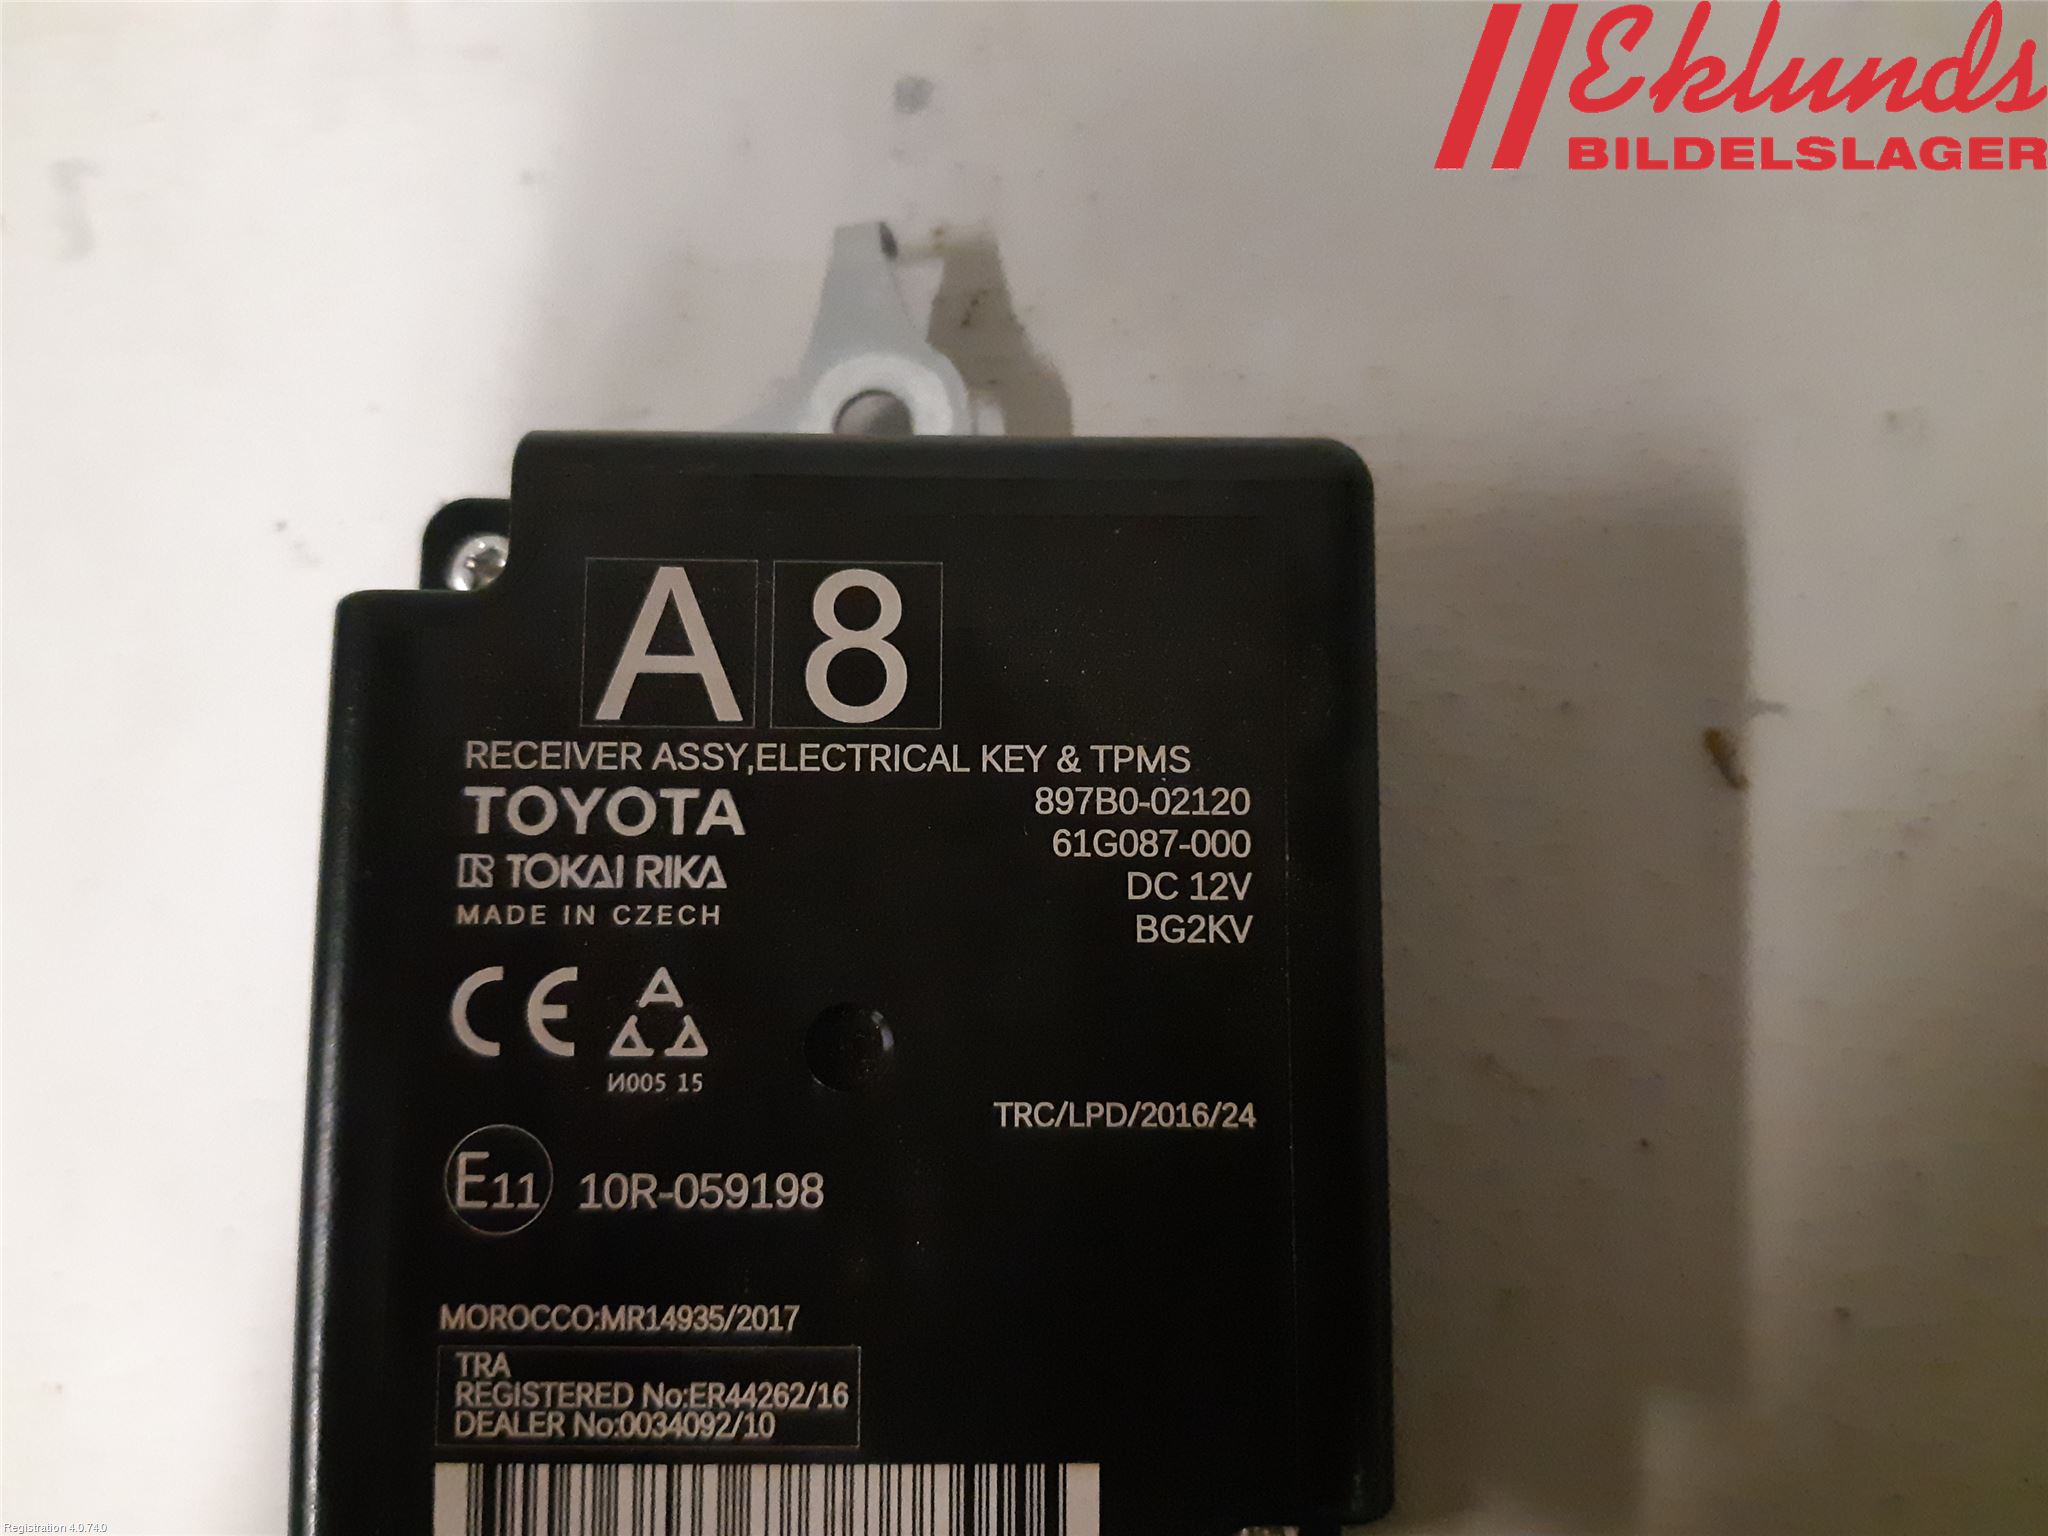 Eklunds
BILDELSLAGER
A 8
RECEIVER ASSY,ELECTRICAL KEY & TPMS
TOYOTA
897B0-02120
TOKAI RIKA
61G087-000
MADE IN CZECH
DC 12V
BG2KV
CE
И005 15
TRC/LPD/2016/24
E11 10R-059198
MOROCCO:MR14935/2017
TRA
REGISTERED No:ER44262/16
DEALER No:0034092/10
Registration 4.0.74.0